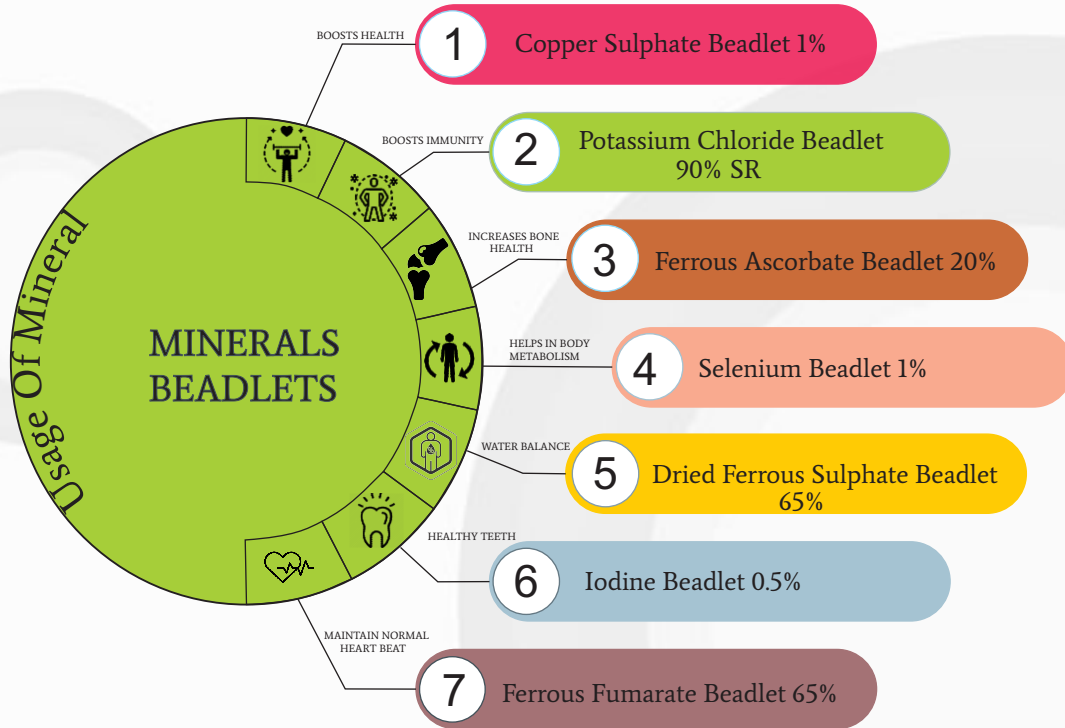 BOOSTS HEALTH
1
Copper Sulphate Beadlet 1%
BOOSTS IMMUNITY
2
Potassium Chloride Beadlet
90% SR
INCREASES BONE
HEALTH
3
Ferrous Ascorbate Beadlet 20%
Usage Of Mineral
MINERALS
BEADLETS
HELPS IN BODY
METABOLISM
4
Selenium Beadlet 1%
WATER BALANCE
5
Dried Ferrous Sulphate Beadlet
65%
HEALTHY TEETH
6
Iodine Beadlet 0.5%
MAINTAIN NORMAL
HEART BEAT
7
Ferrous Fumarate Beadlet 65%